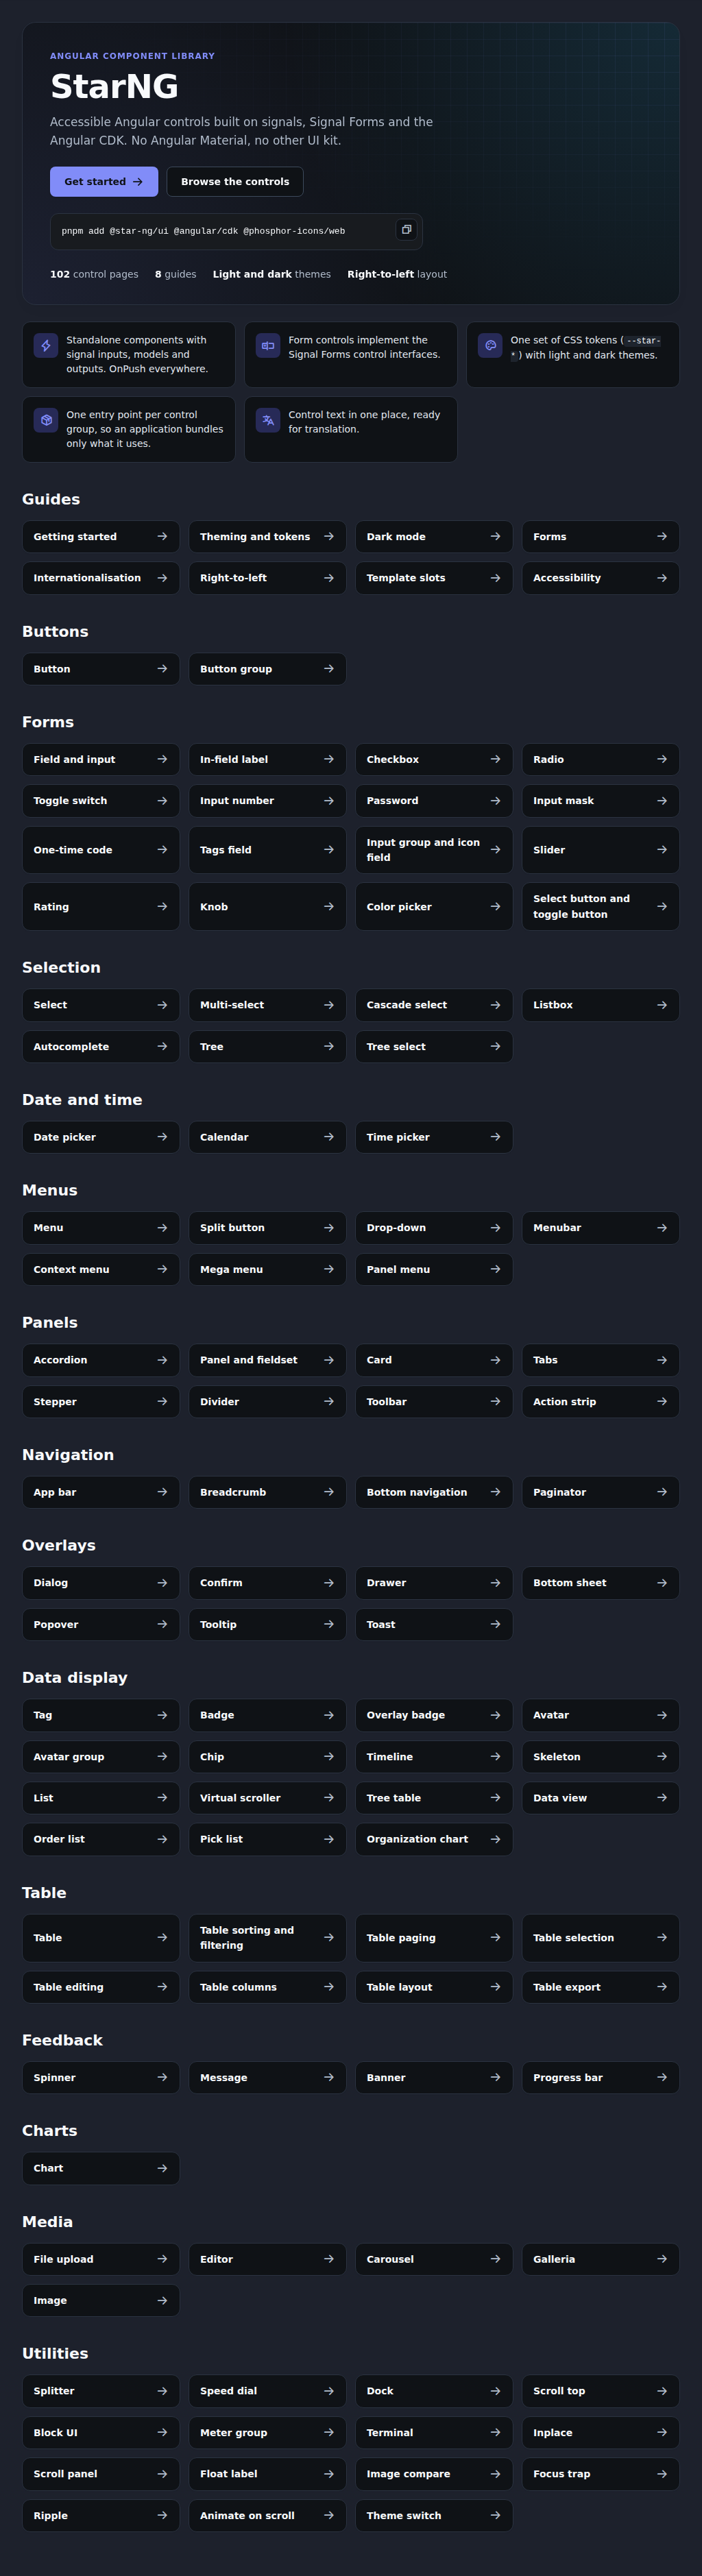 ANGULAR COMPONENT LIBRARY
StarNG
Accessible Angular controls built on signals, Signal Forms and the
Angular CDK. No Angular Material, no other UI kit.
Get started
Browse the controls
pnpm add @star-ng/ui @angular/cdk @phosphor-icons/web
102 control pages 8 guides Light and dark themes Right-to-left layout
Standalone components with
signal inputs, models and
outputs. OnPush everywhere.
Form controls implement the
Signal Forms control interfaces.
One set of CSS tokens (--star-
*) with light and dark themes.
One entry point per control
group, so an application bundles
only what it uses.
Control text in one place, ready
for translation.
Guides
Getting started
Theming and tokens
Dark mode
Forms
Internationalisation
Right-to-left
Template slots
Accessibility
Buttons
Button
Button group
Forms
Field and input
In-field label
Checkbox
Radio
Toggle switch
Input number
Password
Input mask
One-time code
Tags field
Input group and icon
field
Slider
Rating
Knob
Color picker
Select button and
toggle button
Selection
Select
Multi-select
Cascade select
Listbox
Autocomplete
Tree
Tree select
Date and time
Date picker
Calendar
Time picker
Menus
Menu
Split button
Drop-down
Menubar
Context menu
Mega menu
Panel menu
Panels
Accordion
Panel and fieldset
Card
Tabs
Stepper
Divider
Toolbar
Action strip
Navigation
App bar
Breadcrumb
Bottom navigation
Paginator
Overlays
Dialog
Confirm
Drawer
Bottom sheet
Popover
Tooltip
Toast
Data display
Tag
Badge
Overlay badge
Avatar
Avatar group
Chip
Timeline
Skeleton
List
Virtual scroller
Tree table
Data view
Order list
Pick list
Organization chart
Table
Table
Table sorting and
filtering
Table paging
Table selection
Table editing
Table columns
Table layout
Table export
Feedback
Spinner
Message
Banner
Progress bar
Charts
Chart
Media
File upload
Editor
Carousel
Galleria
Image
Utilities
Splitter
Speed dial
Dock
Scroll top
Block UI
Meter group
Terminal
Inplace
Scroll panel
Float label
Image compare
Focus trap
Ripple
Animate on scroll
Theme switch